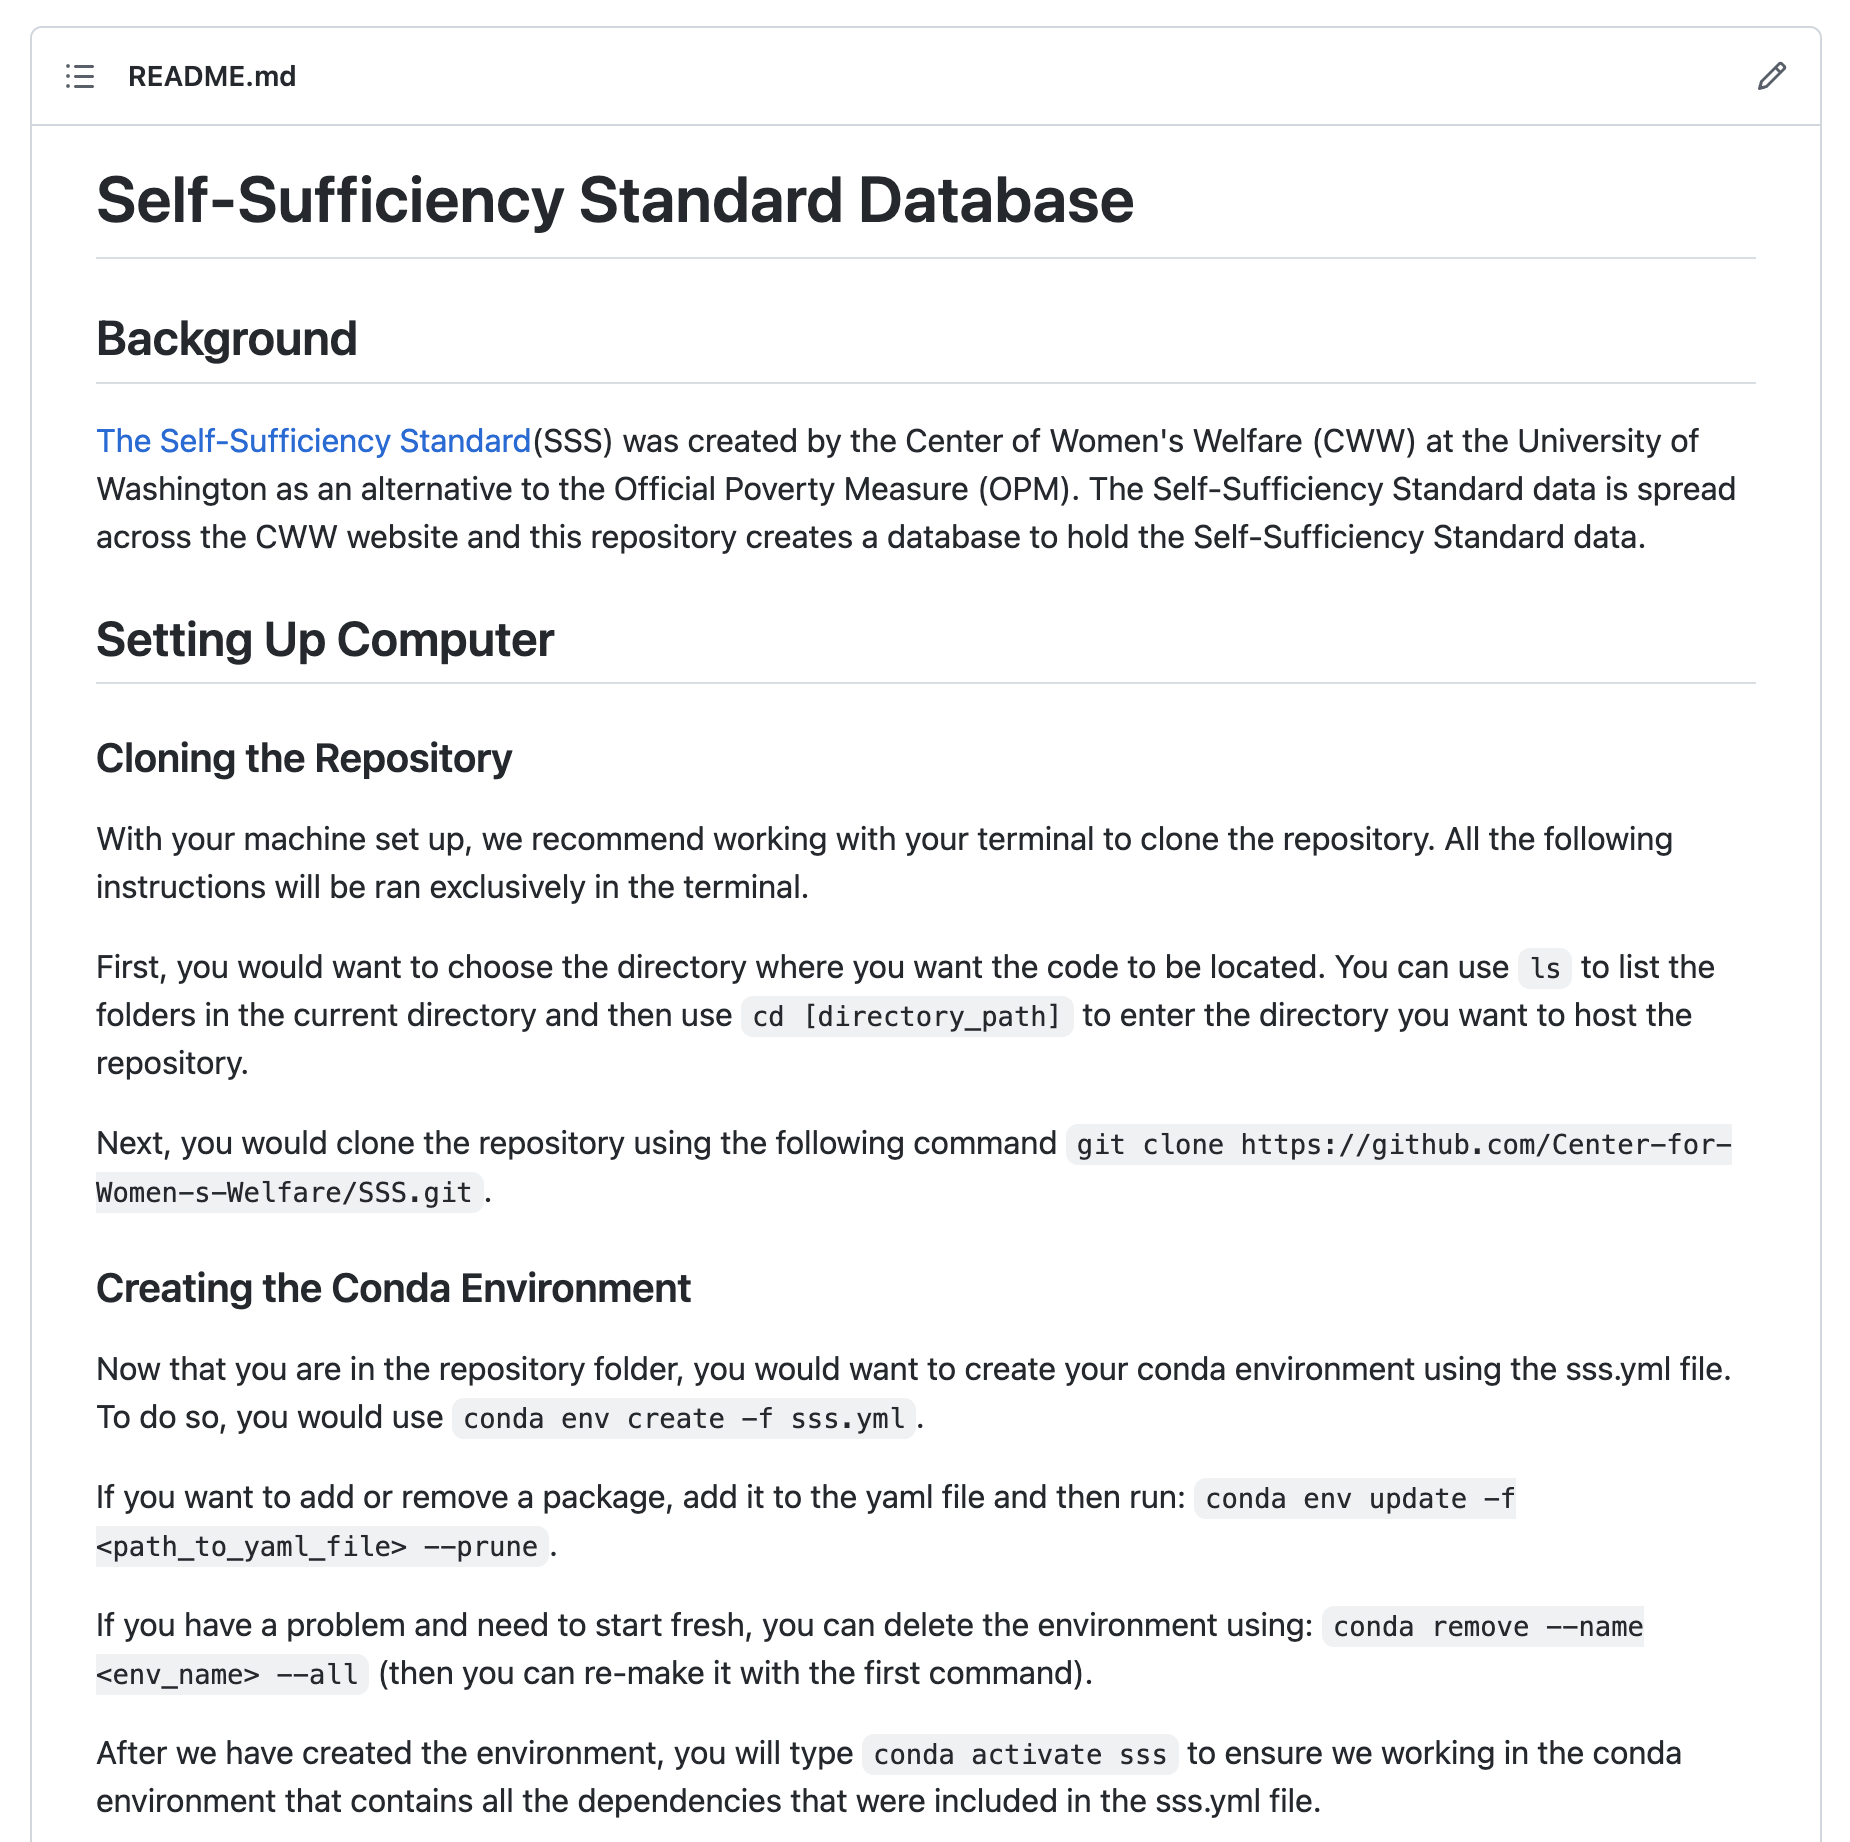 README.md
Self-Sufficiency Standard Database
Background
The Self-Sufficiency Standard(SSS) was created by the Center of Women's Welfare (CWW) at the University of
Washington as an alternative to the Official Poverty Measure (OPM). The Self-Sufficiency Standard data is spread
across the CWW website and this repository creates a database to hold the Self-Sufficiency Standard data.
Setting Up Computer
Cloning the Repository
With your machine set up, we recommend working with your terminal to clone the repository. All the following
instructions will be ran exclusively in the terminal.
First, you would want to choose the directory where you want the code to be located. You can use ls to list the
folders in the current directory and then use cd [directory_path] to enter the directory you want to host the
repository.
Next, you would clone the repository using the following command git clone https://github.com/Center-for-
Women-s-Welfare/SSS.git.
Creating the Conda Environment
Now that you are in the repository folder, you would want to create your conda environment using the sss.yml file.
To do so, you would use conda env create -f sss.yml.
If you want to add or remove a package, add it to the yaml file and then run: conda env update -f
<path_to_yaml_file> --prune.
If you have a problem and need to start fresh, you can delete the environment using: conda remove --name
<env_name> --all (then you can re-make it with the first command).
After we have created the environment, you will type conda activate sss to ensure we working in the conda
environment that contains all the dependencies that were included in the sss.yml file.